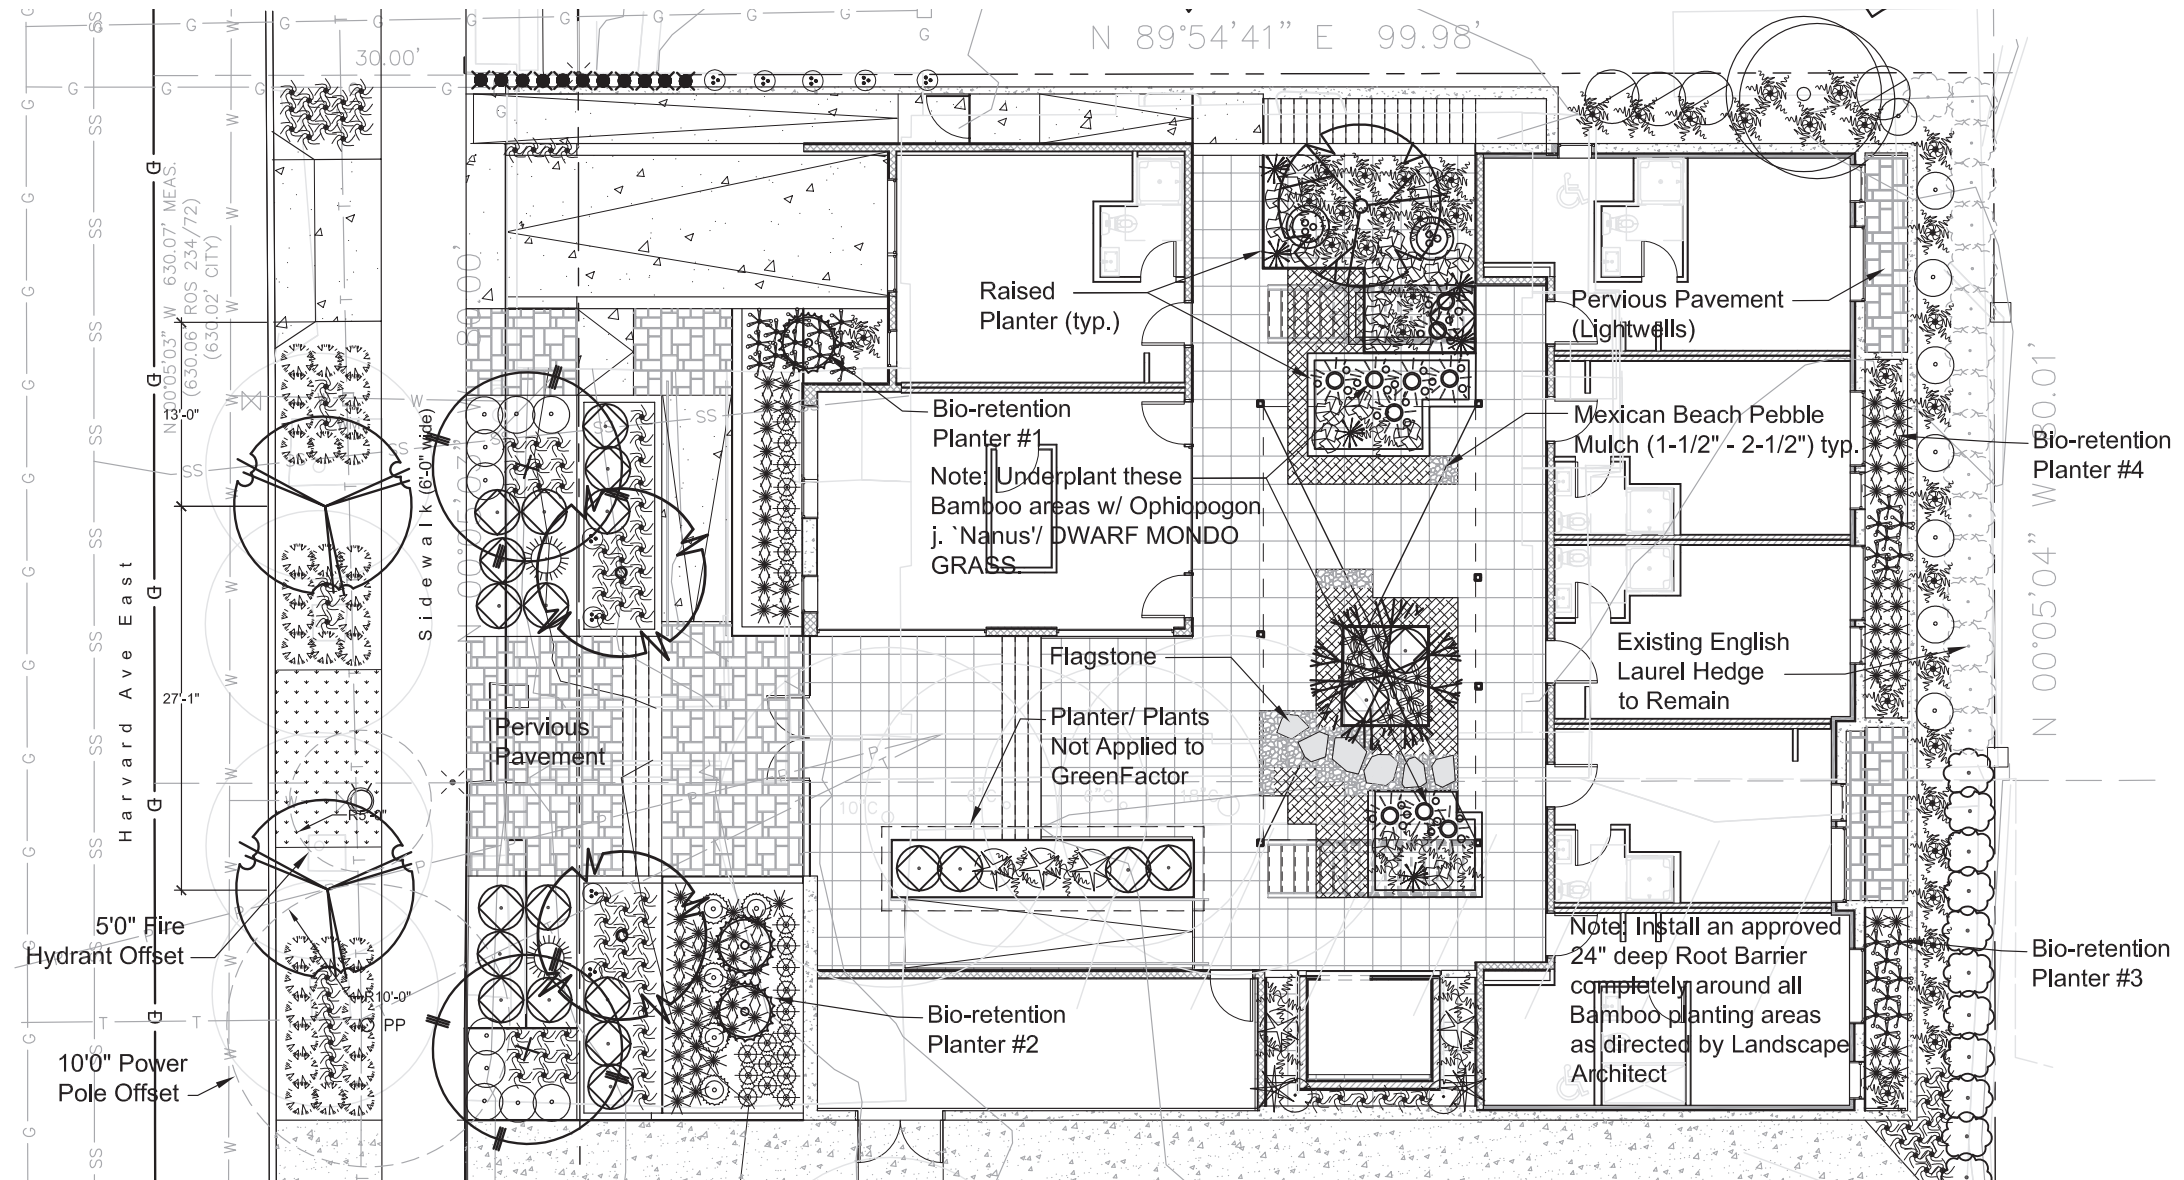 N 89°54'41" E 99.98'
30.00'
N 00°05'03" W 630.07' MEAS.
(630.06' ROS 234/72)
(630.02' CITY)
Raised
Planter (typ.)
Pervious Pavement
(Lightwells)
13'-0"
Sidewalk (6'-0" wide)
Bio-retention
Planter #1
Mexican Beach Pebble
Mulch (1-1/2" - 2-1/2") typ.
Bio-retention
Planter #4
Note: Underplant these
Bamboo areas w/ Ophiopogon
j. `Nanus'/ DWARF MONDO
GRASS.
N 00°05'04" W 80.01'
Harvard Ave East
27'-1"
Flagstone
Existing English
Laurel Hedge
to Remain
Pervious
Pavement
Planter/ Plants
Not Applied to
GreenFactor
10"C
18"C
R5'-0"
5'0" Fire
Hydrant Offset
Note: Install an approved
24" deep Root Barrier
completely around all
Bamboo planting areas
as directed by Landscape
Architect
Bio-retention
Planter #3
R10'-0"
PP
Bio-retention
Planter #2
10'0" Power
Pole Offset